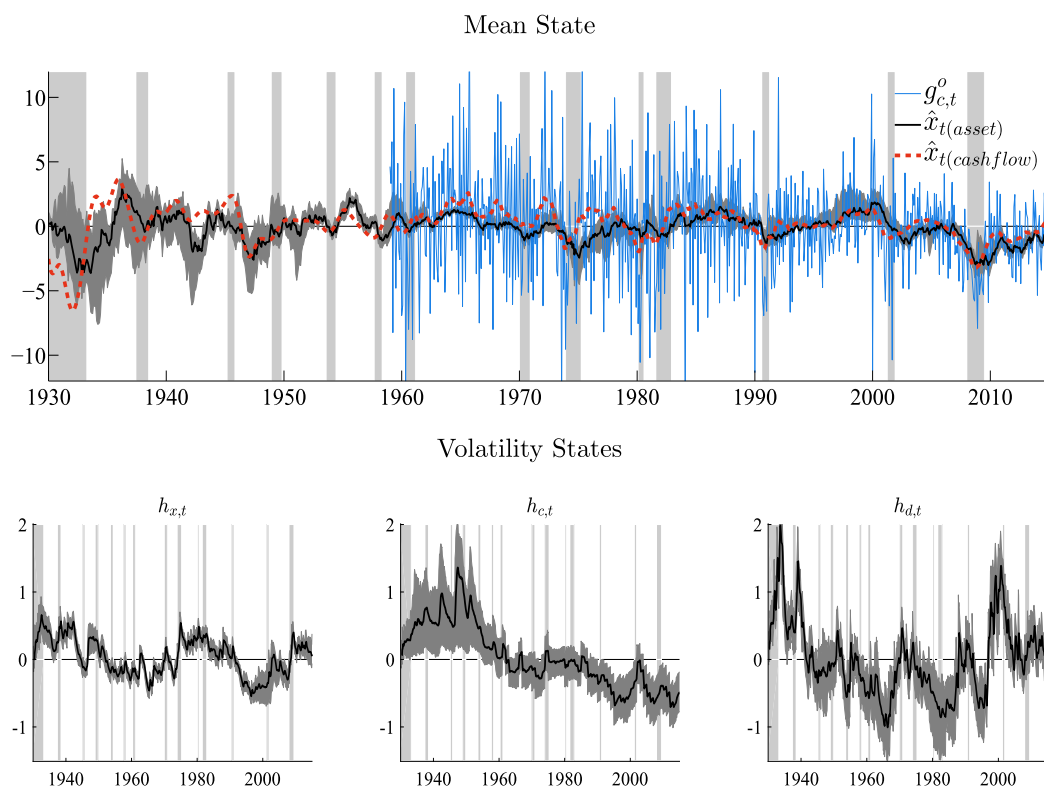 Mean State
10
5
0
−5
−10
g^o_{c,t}
x̂_{t(asset)}
x̂_{t(cashflow)}
1930 1940 1950 1960 1970 1980 1990 2000 2010
Volatility States
h_{x,t}
2
1
0
-1
1940 1960 1980 2000
h_{c,t}
2
1
0
-1
1940 1960 1980 2000
h_{d,t}
2
1
0
-1
1940 1960 1980 2000